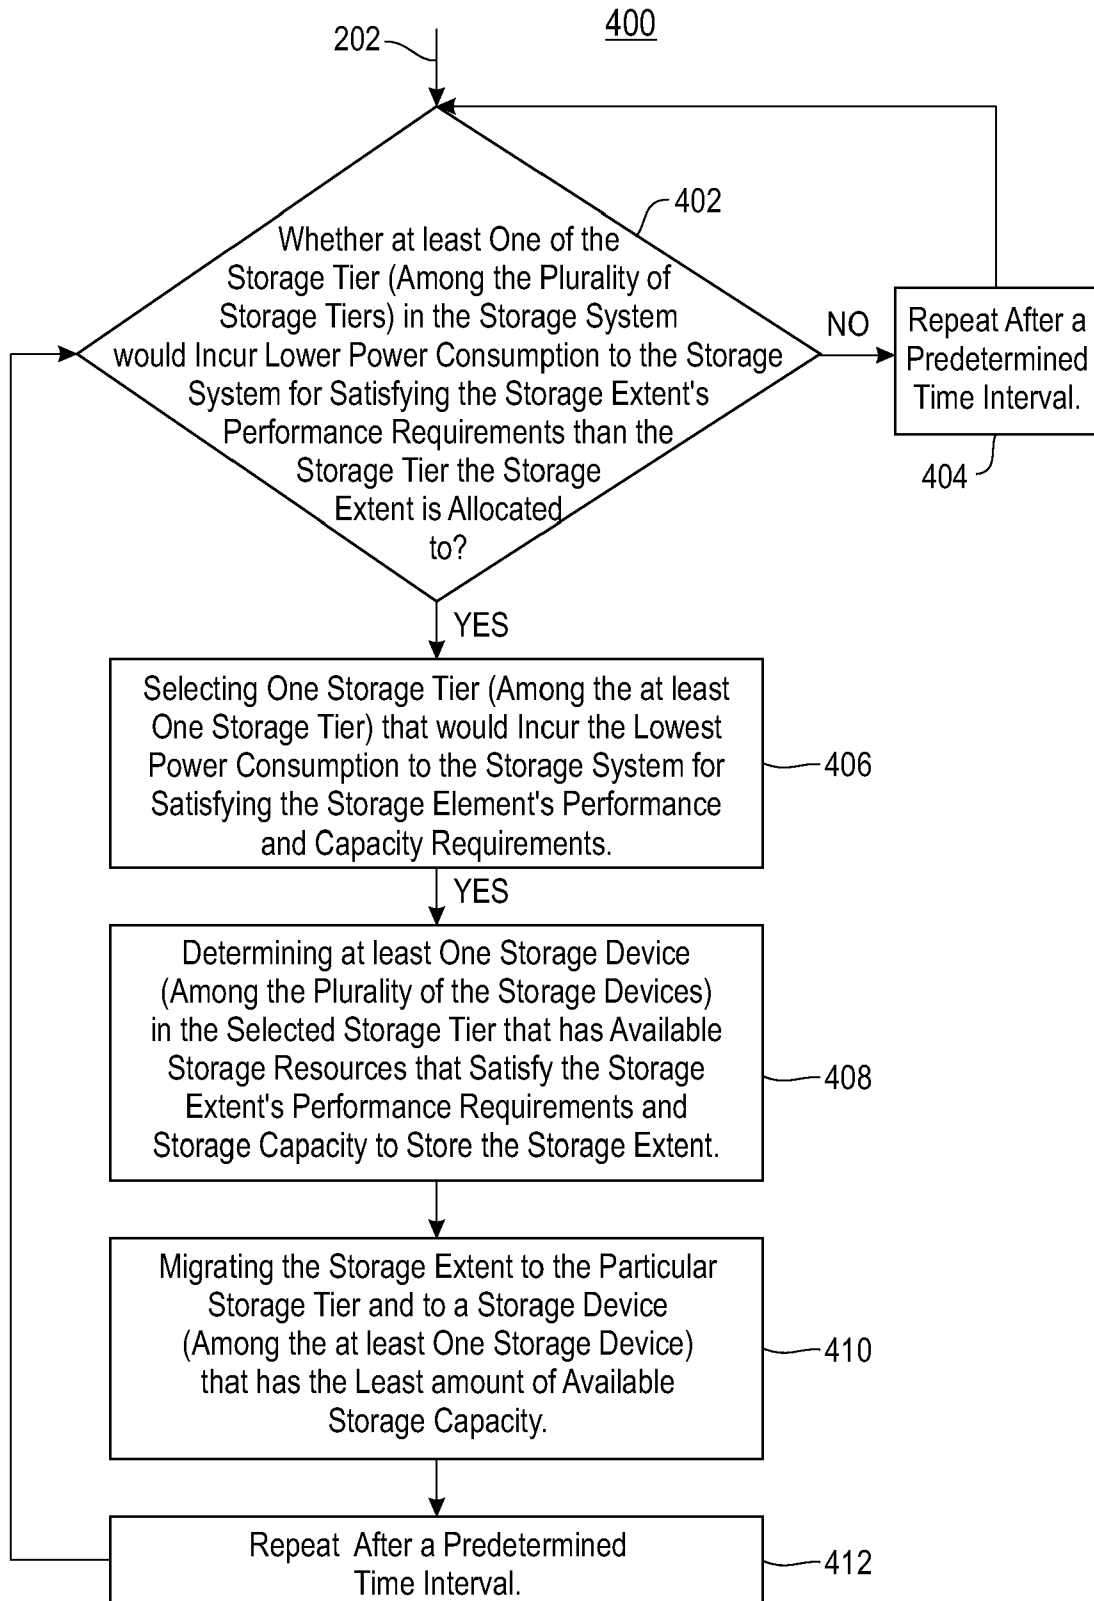 400
202
402
Whether at least One of the
Storage Tier (Among the Plurality of
Storage Tiers) in the Storage System
would Incur Lower Power Consumption to the Storage
System for Satisfying the Storage Extent's
Performance Requirements than the
Storage Tier the Storage
Extent is Allocated
to?
NO
Repeat After a
Predetermined
Time Interval.
404
YES
Selecting One Storage Tier (Among the at least
One Storage Tier) that would Incur the Lowest
Power Consumption to the Storage System for
Satisfying the Storage Element's Performance
and Capacity Requirements.
406
YES
Determining at least One Storage Device
(Among the Plurality of the Storage Devices)
in the Selected Storage Tier that has Available
Storage Resources that Satisfy the Storage
Extent's Performance Requirements and
Storage Capacity to Store the Storage Extent.
408
Migrating the Storage Extent to the Particular
Storage Tier and to a Storage Device
(Among the at least One Storage Device)
that has the Least amount of Available
Storage Capacity.
410
Repeat After a Predetermined
Time Interval.
412